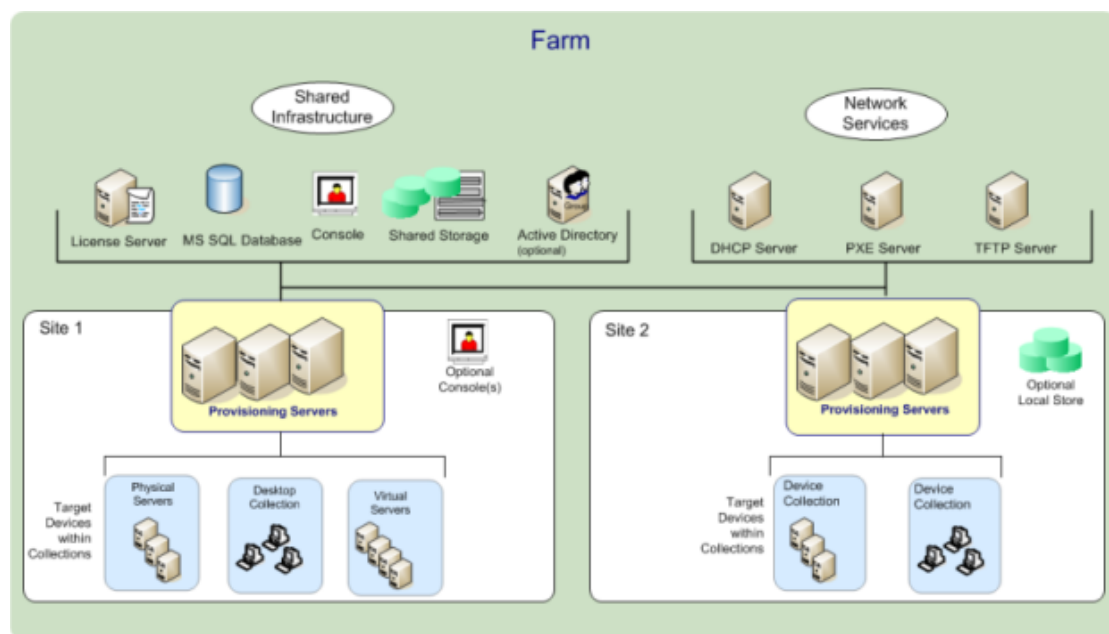 Farm
Shared
Infrastructure
Network
Services
License Server
MS SQL Database
Console
Shared Storage
Group
Active Directory
(optional)
DHCP Server
PXE Server
TFTP Server
Site 1
Provisioning Servers
Optional
Console(s)
Target
Devices
within
Collections
Physical
Servers
Desktop
Collection
Virtual
Servers
Site 2
Provisioning Servers
Optional
Local Store
Target
Devices
within
Collections
Device
Collection
Device
Collection